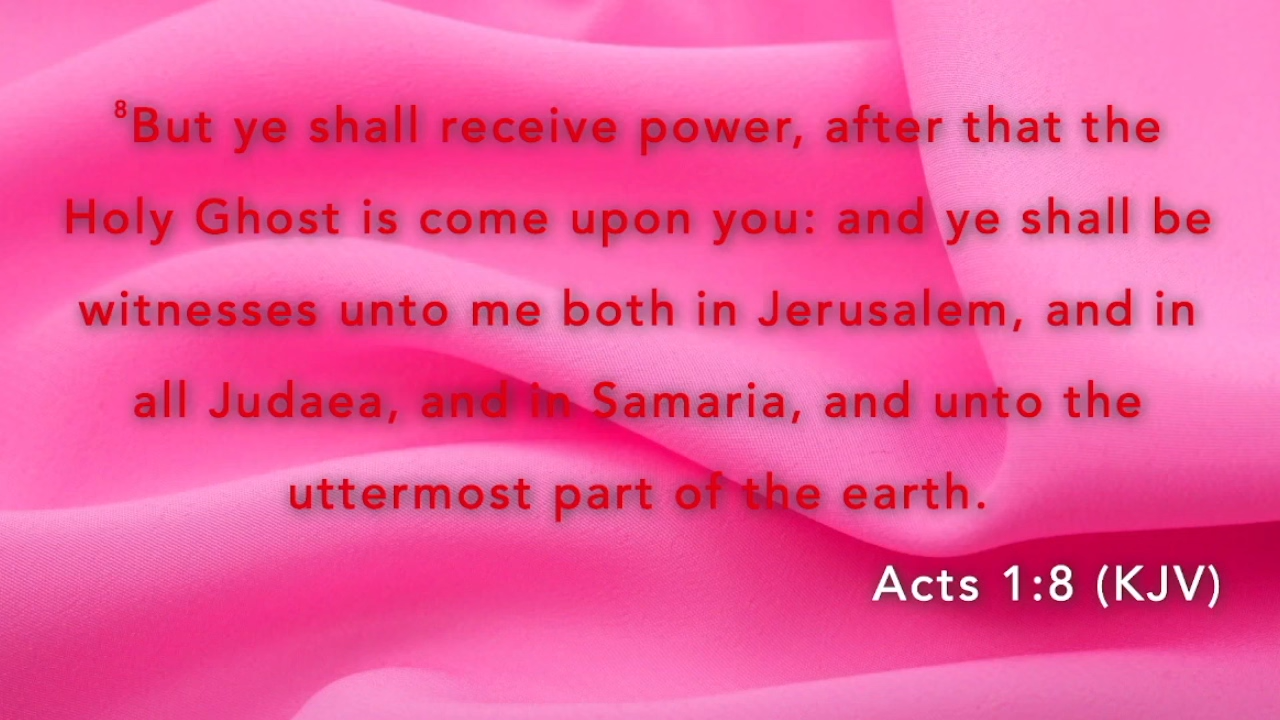 ⁸But ye shall receive power, after that the
Holy Ghost is come upon you: and ye shall be
witnesses unto me both in Jerusalem, and in
all Judaea, and in Samaria, and unto the
uttermost part of the earth.
Acts 1:8 (KJV)